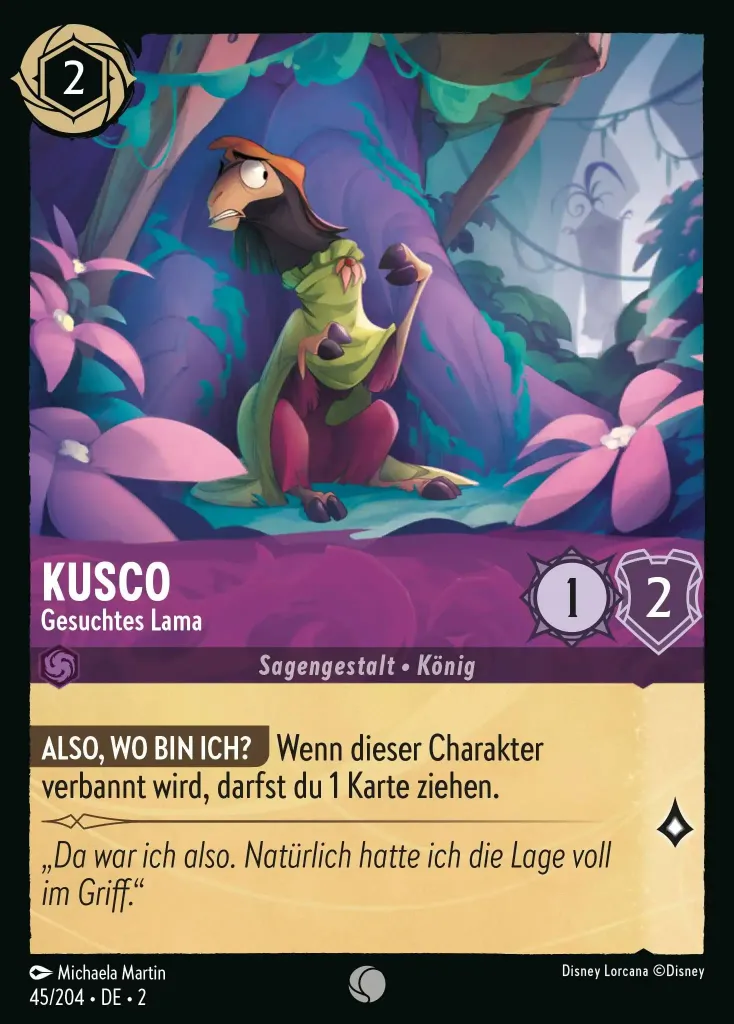 2
KUSCO
Gesuchtes Lama
1
2
Sagengestalt • König
ALSO, WO BIN ICH? Wenn dieser Charakter
verbannt wird, darfst du 1 Karte ziehen.
„Da war ich also. Natürlich hatte ich die Lage voll
im Griff.“
Michaela Martin
Disney Lorcana ©Disney
45/204 • DE • 2